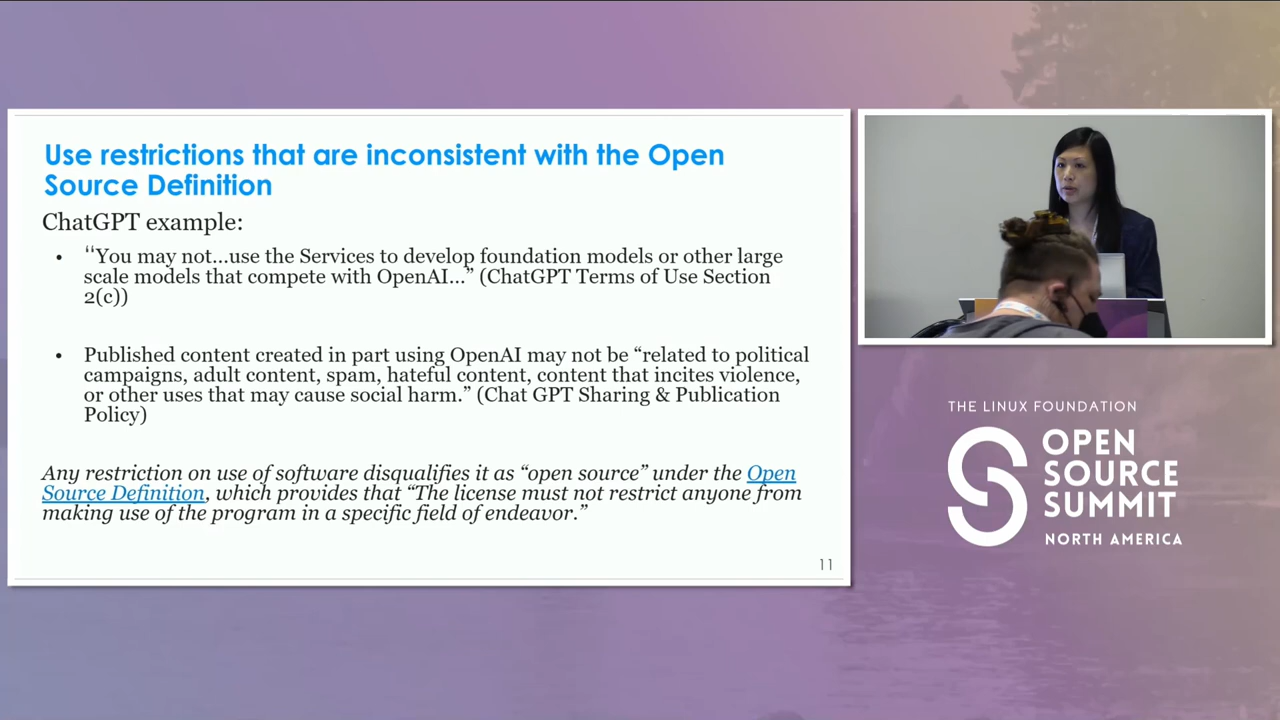 Use restrictions that are inconsistent with the Open
Source Definition
ChatGPT example:
• “You may not...use the Services to develop foundation models or other large
scale models that compete with OpenAI...” (ChatGPT Terms of Use Section
2(c))
• Published content created in part using OpenAI may not be “related to political
campaigns, adult content, spam, hateful content, content that incites violence,
or other uses that may cause social harm.” (Chat GPT Sharing & Publication
Policy)
Any restriction on use of software disqualifies it as “open source” under the Open
Source Definition, which provides that “The license must not restrict anyone from
making use of the program in a specific field of endeavor.”
11
THE LINUX FOUNDATION
OPEN
SOURCE
SUMMIT
NORTH AMERICA